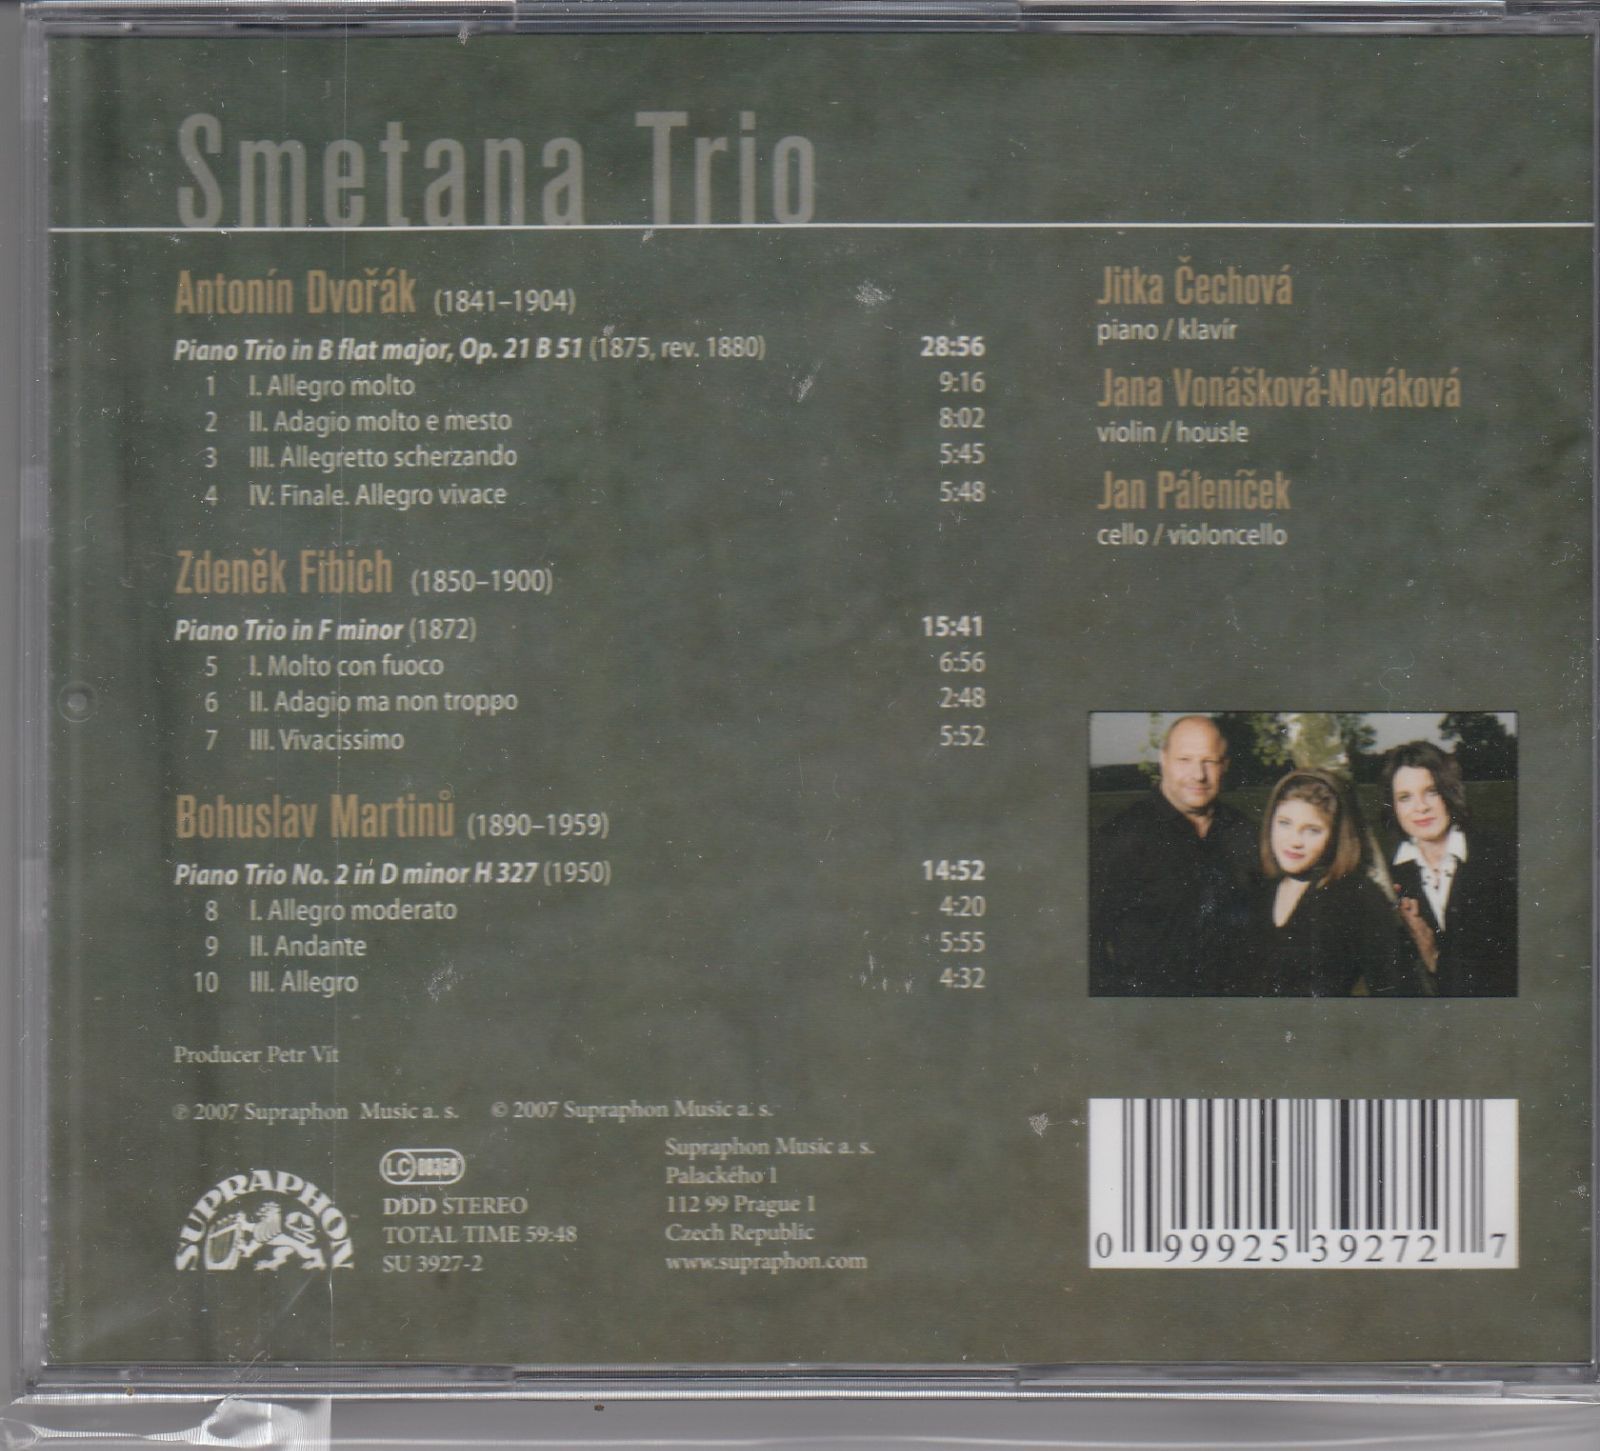 Smetana Trio
Antonín Dvořák (1841–1904)
Piano Trio in B flat major, Op. 21 B 51 (1875, rev. 1880) 28:56
1 I. Allegro molto 9:16
2 II. Adagio molto e mesto 8:02
3 III. Allegretto scherzando 5:45
4 IV. Finale. Allegro vivace 5:48
Zdeněk Fibich (1850–1900)
Piano Trio in F minor (1872) 15:41
5 I. Molto con fuoco 6:56
6 II. Adagio ma non troppo 2:48
7 III. Vivacissimo 5:52
Bohuslav Martinů (1890–1959)
Piano Trio No. 2 in D minor H 327 (1950) 14:52
8 I. Allegro moderato 4:20
9 II. Andante 5:55
10 III. Allegro 4:32
Jitka Čechová
piano / klavír
Jana Vonášková-Nováková
violin / housle
Jan Páleníček
cello / violoncello
Producer Petr Vít
℗ 2007 Supraphon Music a. s. © 2007 Supraphon Music a. s.
SUPRAPHON
LC 00358
DDD STEREO
TOTAL TIME 59:48
SU 3927-2
Supraphon Music a. s.
Palackého 1
112 99 Prague 1
Czech Republic
www.supraphon.com
0 99925 39272 7